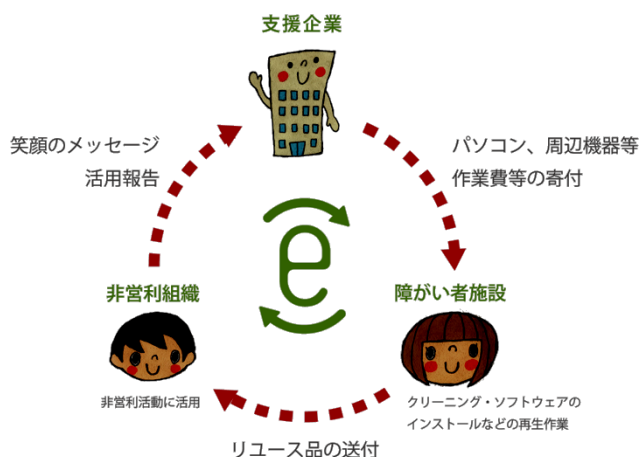 支援企業
笑顔のメッセージ
活用報告
パソコン、周辺機器等
作業費等の寄付
e
非営利組織
障がい者施設
非営利活動に活用
クリーニング・ソフトウェアの
インストールなどの再生作業
リユース品の送付